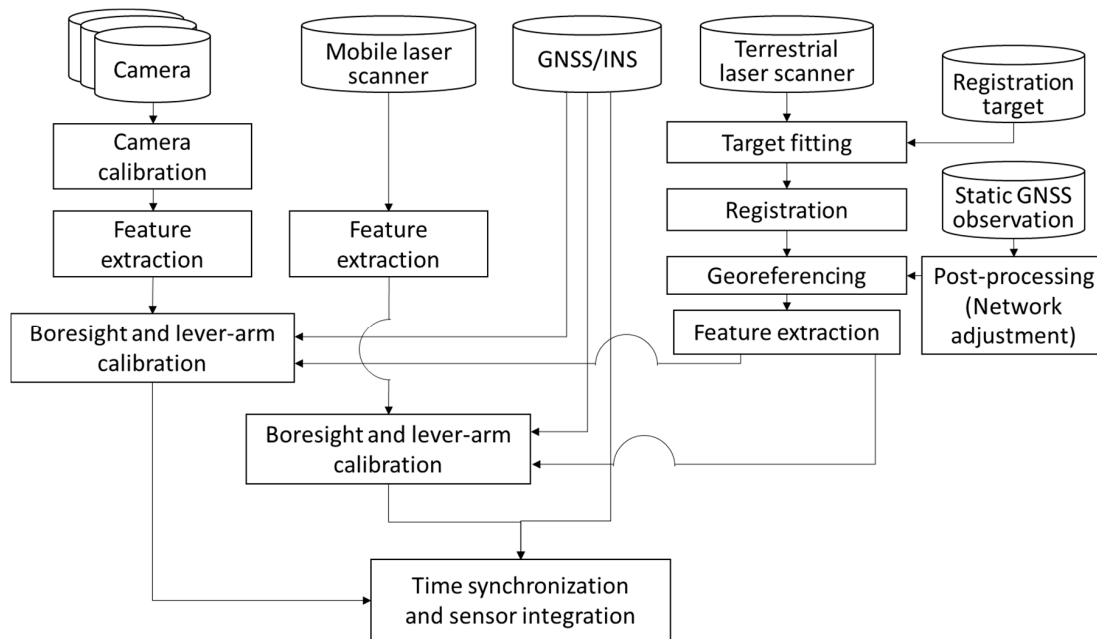 Camera
Mobile laser
scanner
GNSS/INS
Terrestrial
laser scanner
Registration
target
Camera
calibration
Target fitting
Feature
extraction
Feature
extraction
Registration
Static GNSS
observation
Georeferencing
Post-processing
(Network
adjustment)
Boresight and lever-arm
calibration
Feature extraction
Boresight and lever-arm
calibration
Time synchronization
and sensor integration